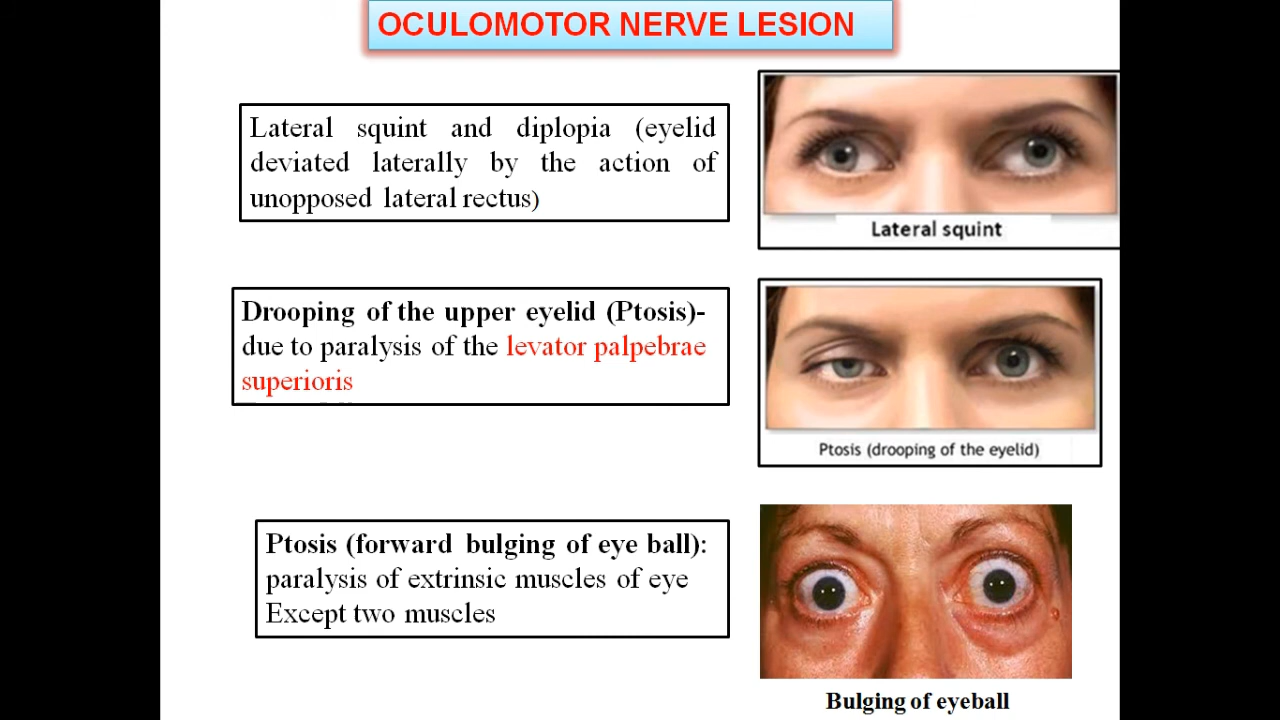 OCULOMOTOR NERVE LESION
Lateral squint and diplopia (eyelid
deviated laterally by the action of
unopposed lateral rectus)
Lateral squint
Drooping of the upper eyelid (Ptosis)-
due to paralysis of the levator palpebrae
superioris
Ptosis (drooping of the eyelid)
Ptosis (forward bulging of eye ball):
paralysis of extrinsic muscles of eye
Except two muscles
Bulging of eyeball